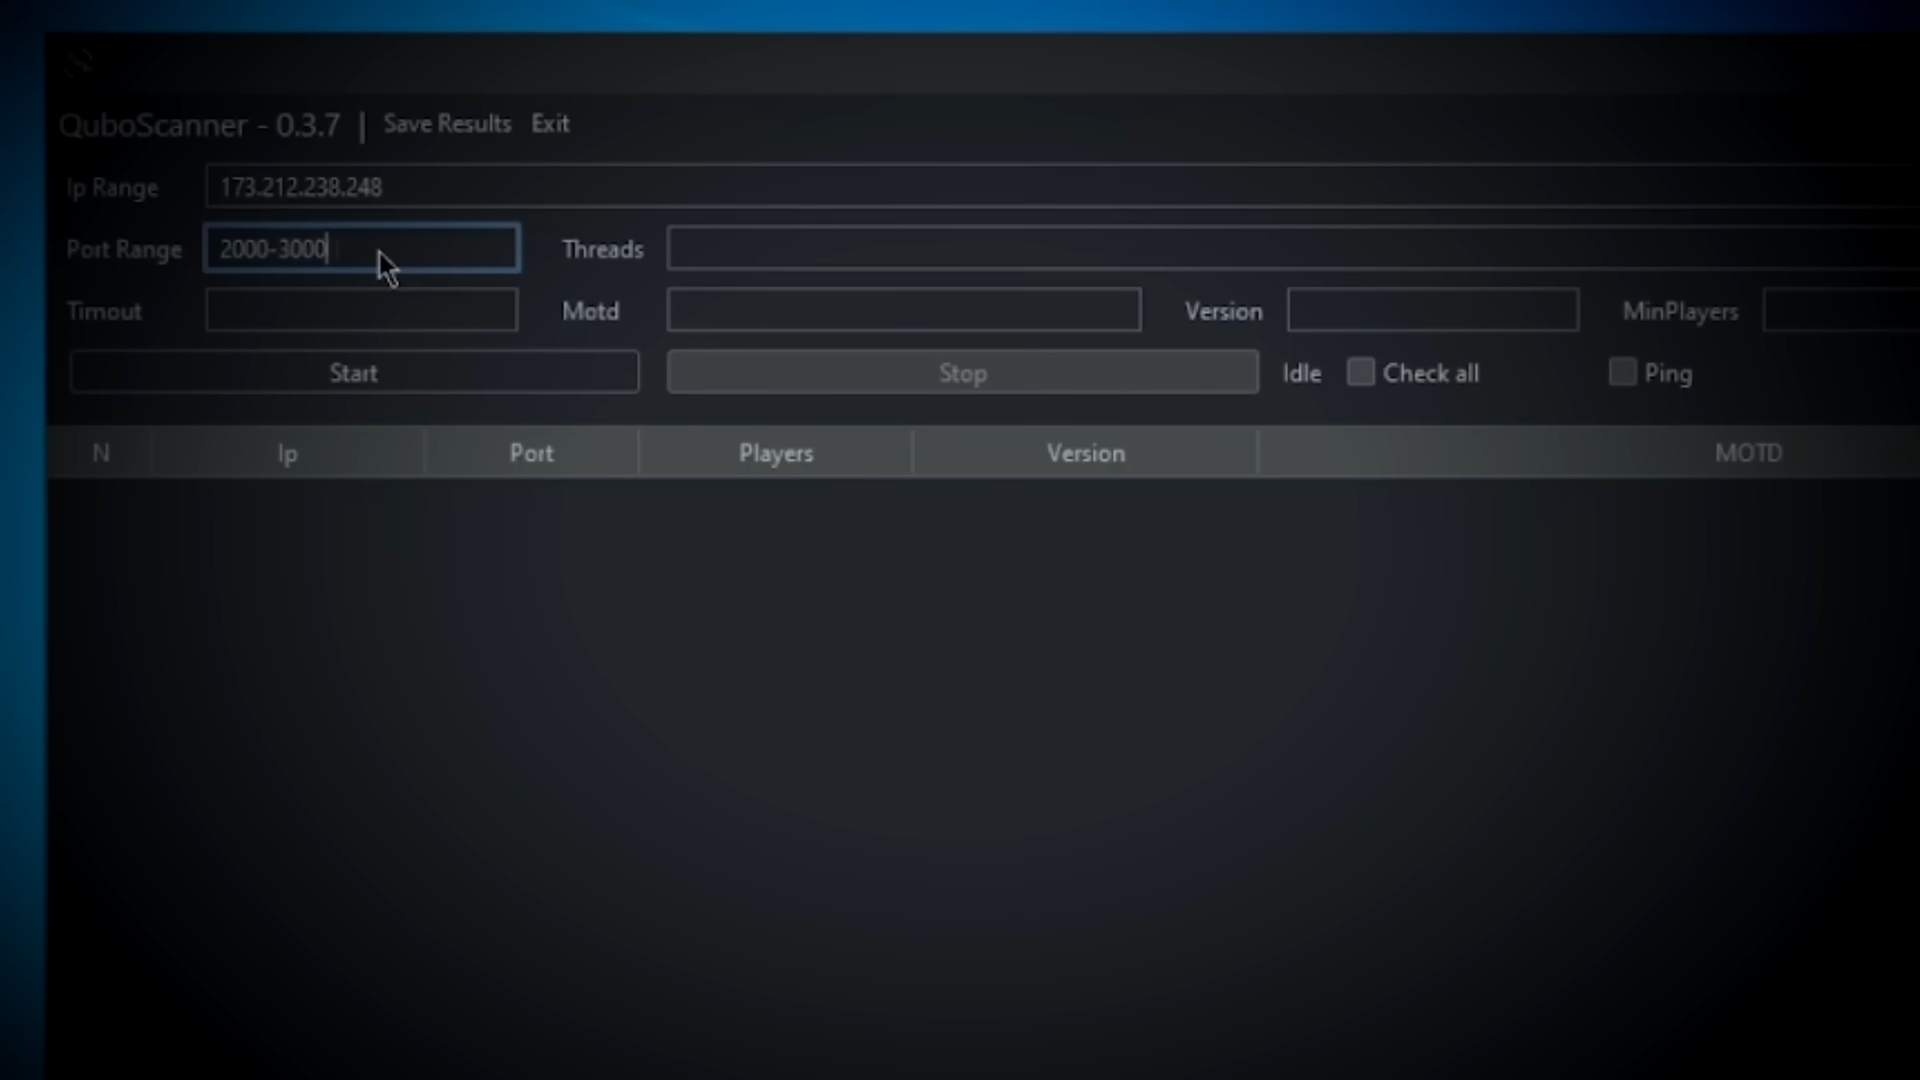 QuboScanner - 0.3.7 | Save Results Exit
Ip Range 173.212.238.248
Port Range 2000-3000 Threads
Timout Motd Version MinPlayers
Start Stop Idle Check all Ping
N Ip Port Players Version MOTD